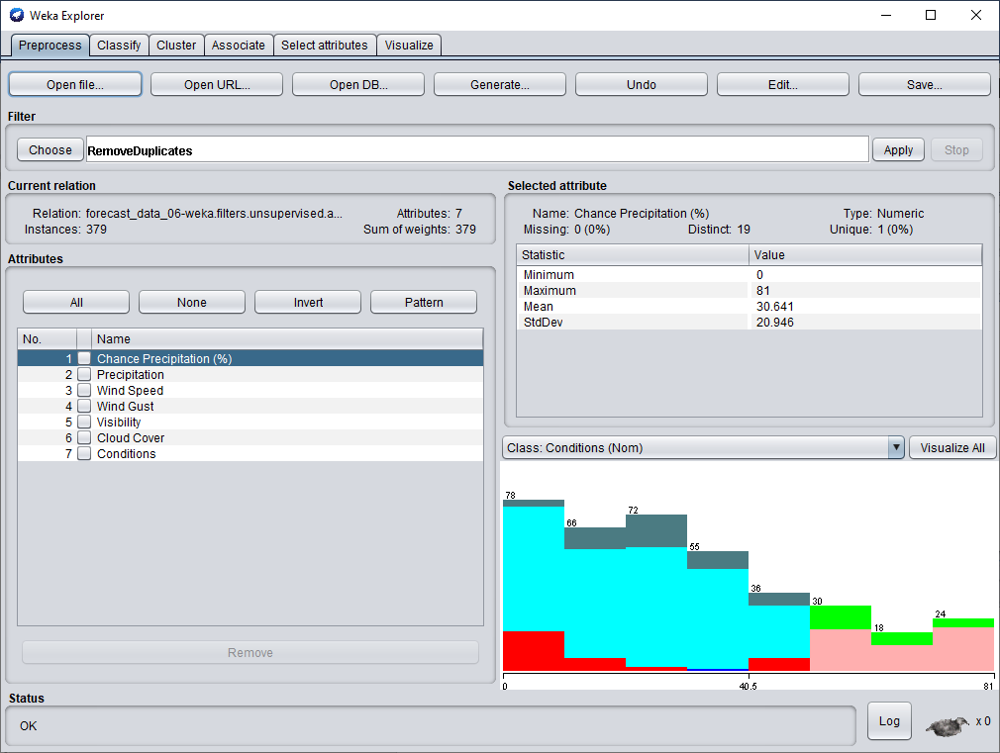 Weka Explorer
Preprocess Classify Cluster Associate Select attributes Visualize
Open file... Open URL... Open DB... Generate... Undo Edit... Save...
Filter
Choose RemoveDuplicates Apply Stop
Current relation
Relation: forecast_data_06-weka.filters.unsupervised.a... Attributes: 7
Instances: 379 Sum of weights: 379
Attributes
All None Invert Pattern
No. Name
1 Chance Precipitation (%)
2 Precipitation
3 Wind Speed
4 Wind Gust
5 Visibility
6 Cloud Cover
7 Conditions
Remove
Selected attribute
Name: Chance Precipitation (%) Type: Numeric
Missing: 0 (0%) Distinct: 19 Unique: 1 (0%)
Statistic Value
Minimum 0
Maximum 81
Mean 30.641
StdDev 20.946
Class: Conditions (Nom) Visualize All
78
66
72
55
36
30
18
24
0 40.5 81
Status
OK Log x 0